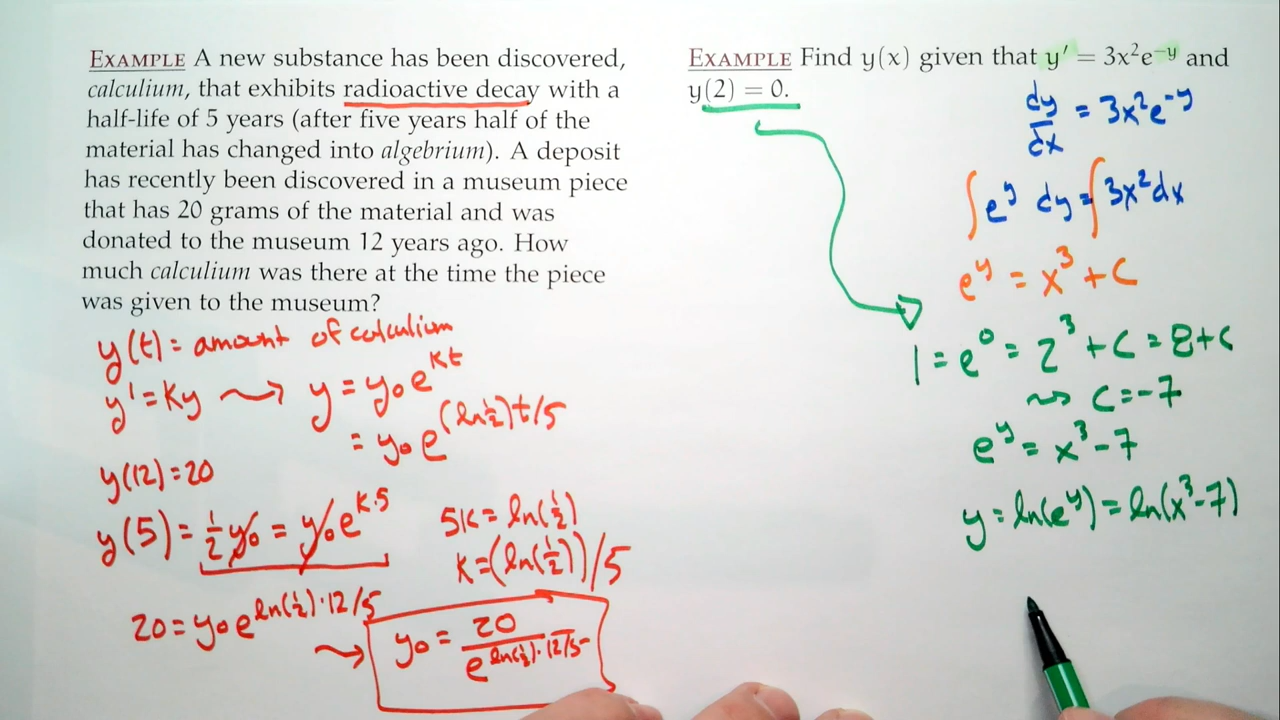 EXAMPLE A new substance has been discovered,
calculium, that exhibits radioactive decay with a
half-life of 5 years (after five years half of the
material has changed into algebrium). A deposit
has recently been discovered in a museum piece
that has 20 grams of the material and was
donated to the museum 12 years ago. How
much calculium was there at the time the piece
was given to the museum?
y(t) = amount of calculium
y' = Ky ⇝ y = y₀e^(Kt)
= y₀e^((ln ½)t/5)
y(12) = 20
y(5) = ½y₀ = y₀e^(K·5)
5K = ln(½)
K = (ln(½))/5
20 = y₀e^(ln(½)·12/5)
→ y₀ = 20 / e^(ln(½)·12/5)
EXAMPLE Find y(x) given that y′ = 3x²e⁻ʸ and
y(2) = 0.
dy/dx = 3x²e⁻ʸ
∫eʸ dy = ∫3x²dx
eʸ = x³ + C
1 = e⁰ = 2³ + C = 8 + C
⇝ C = -7
eʸ = x³ - 7
y = ln(eʸ) = ln(x³ - 7)